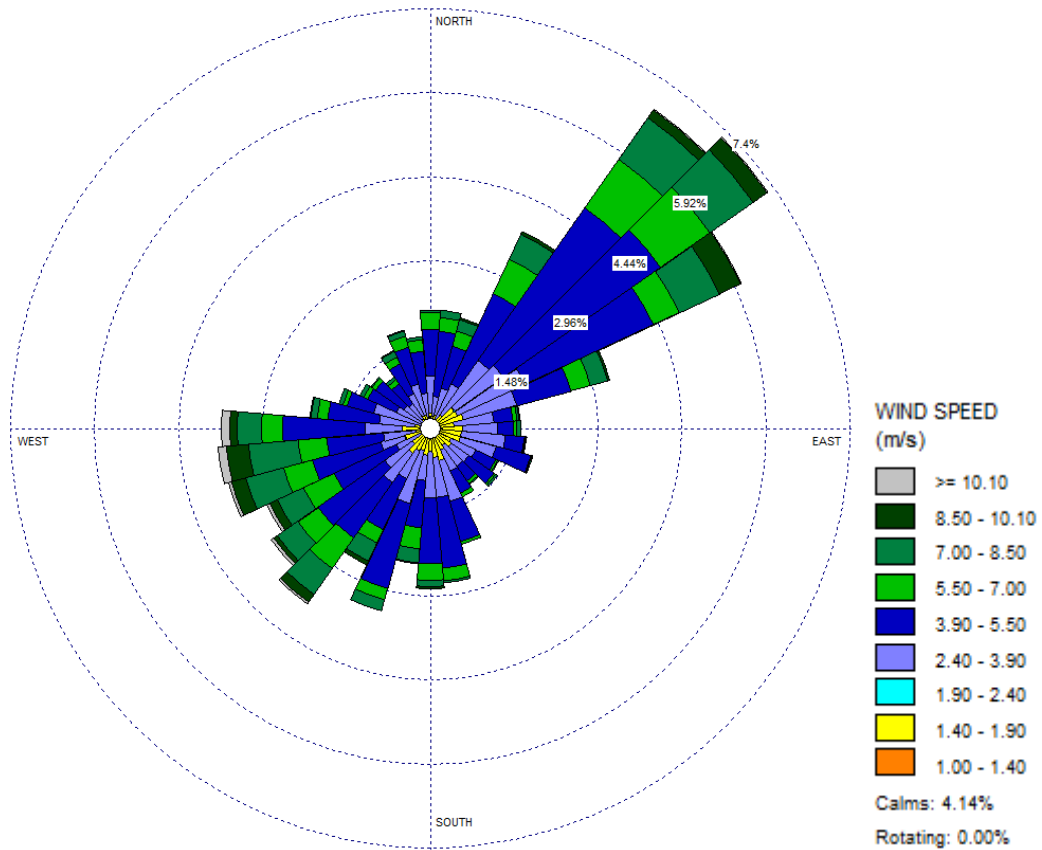 NORTH
7.4%
5.92%
4.44%
2.96%
1.48%
WEST
EAST
SOUTH
WIND SPEED
(m/s)
>= 10.10
8.50 - 10.10
7.00 - 8.50
5.50 - 7.00
3.90 - 5.50
2.40 - 3.90
1.90 - 2.40
1.40 - 1.90
1.00 - 1.40
Calms: 4.14%
Rotating: 0.00%